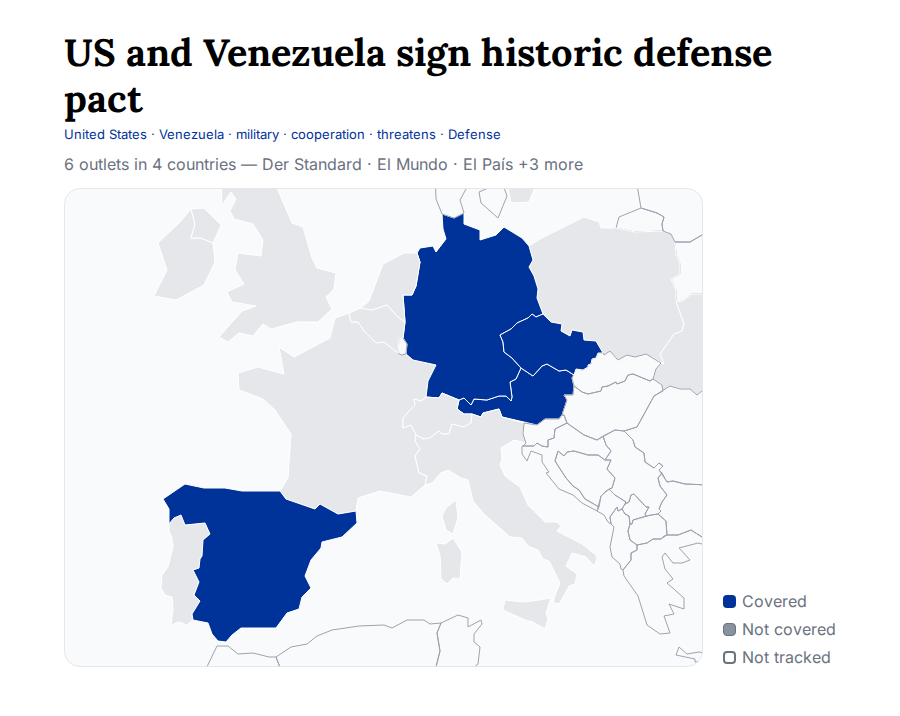 US and Venezuela sign historic defense
pact
United States · Venezuela · military · cooperation · threatens · Defense
6 outlets in 4 countries — Der Standard · El Mundo · El País +3 more
Covered
Not covered
Not tracked